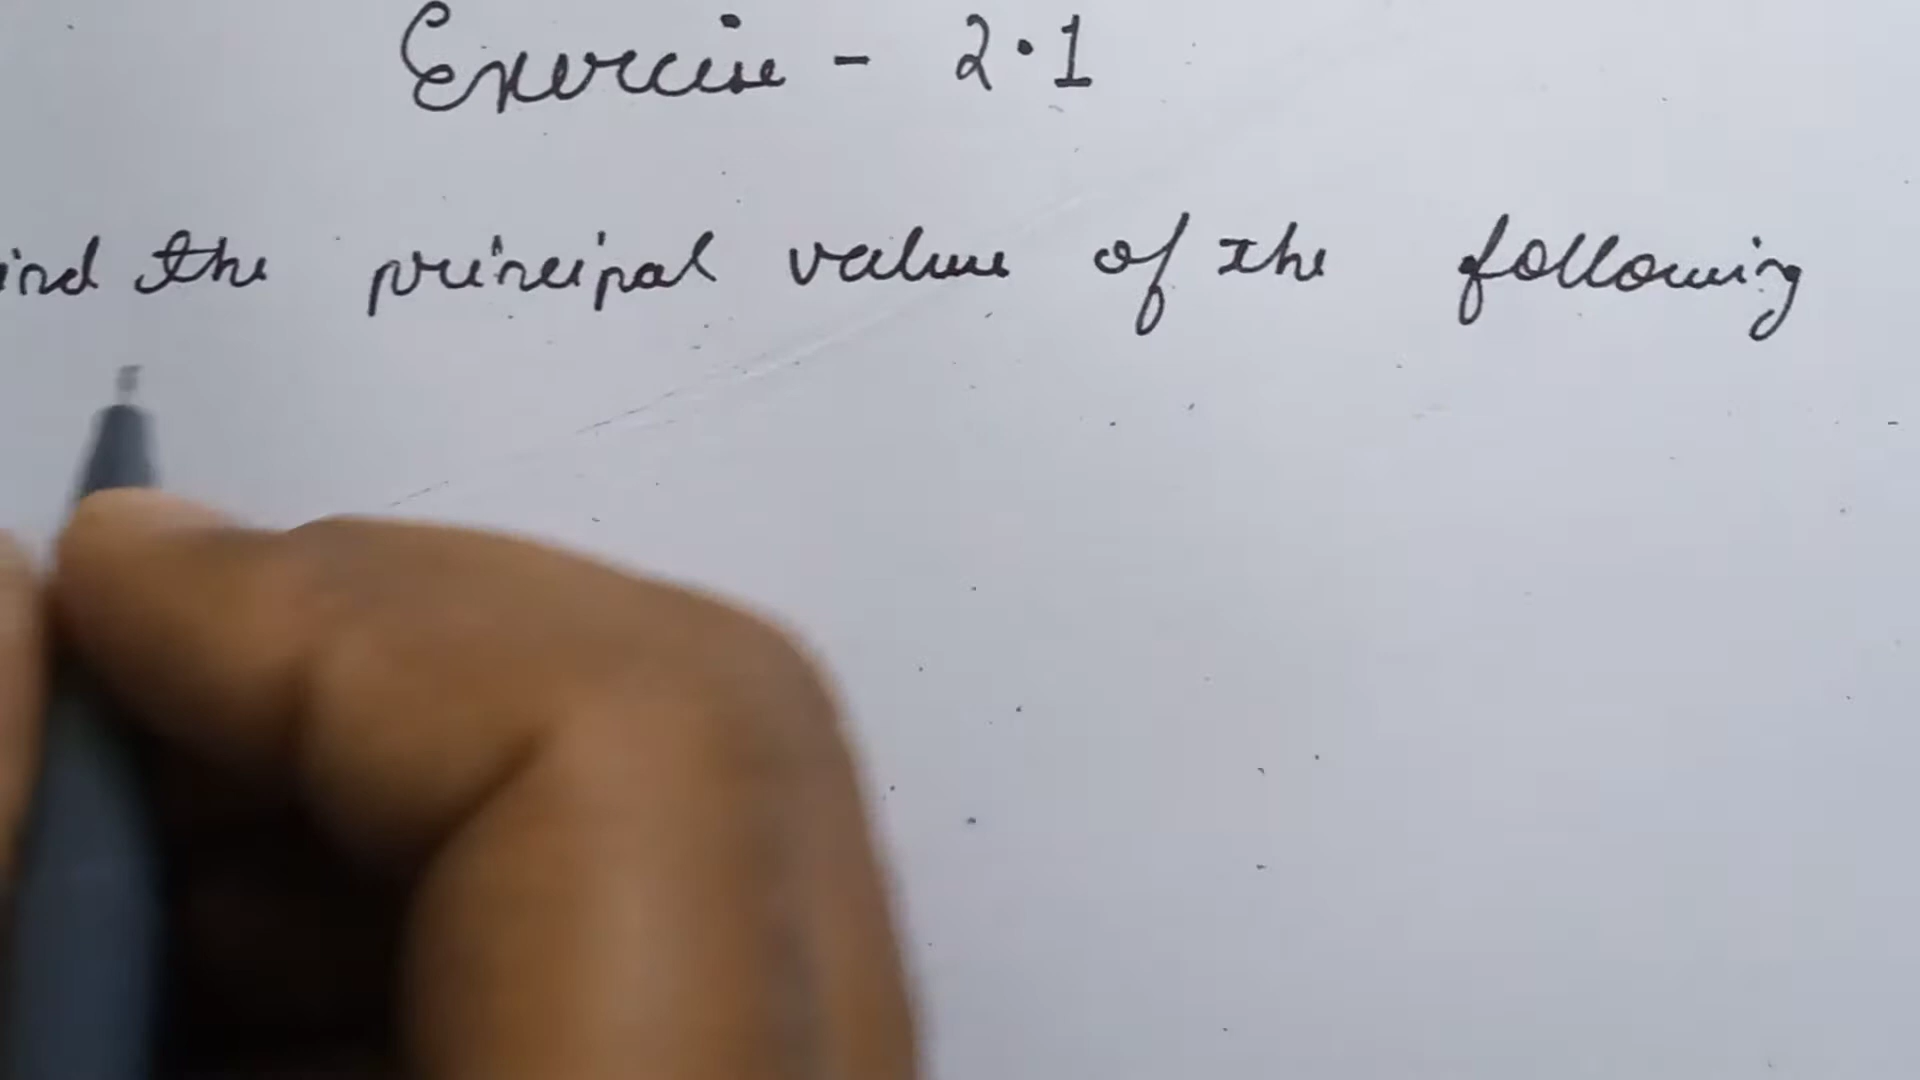 Exercise - 2.1
ind the principal value of the following